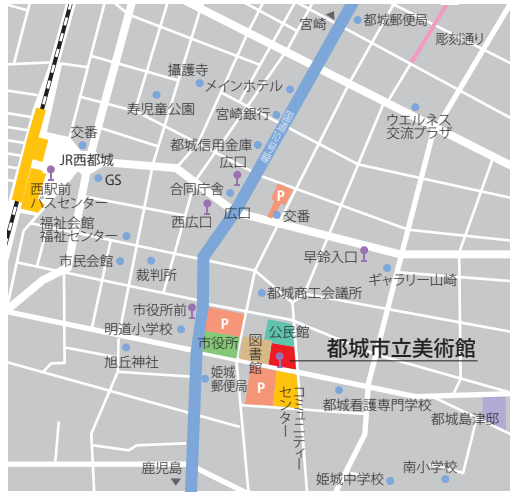 宮崎
都城郵便局
彫刻通り
攝護寺
メインホテル
寿児童公園
宮崎銀行
国道10号線
ウエルネス
交流プラザ
交番
都城信用金庫
JR西都城
広口
GS
合同庁舎
P
西駅前
バスセンター
西広口
広口
交番
福祉会館
福祉センター
早鈴入口
市民会館
裁判所
ギャラリー山崎
都城商工会議所
市役所前
P
公民館
明道小学校
市役所
図書館
都城市立美術館
旭丘神社
姫城
郵便局
P
コミュニティー
センター
都城看護専門学校
都城島津邸
鹿児島
南小学校
姫城中学校